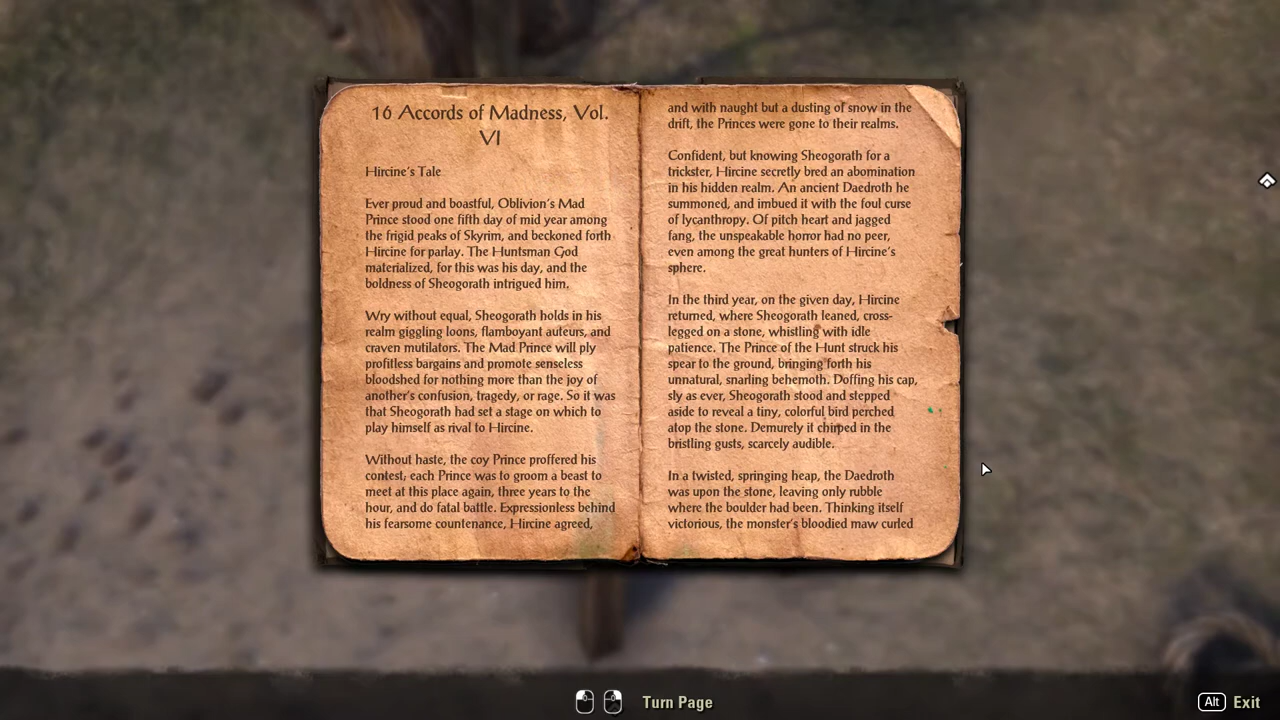 16 Accords of Madness, Vol.
VI
Hircine's Tale
Ever proud and boastful, Oblivion's Mad
Prince stood one fifth day of mid year among
the frigid peaks of Skyrim, and beckoned forth
Hircine for parlay. The Huntsman God
materialized, for this was his day, and the
boldness of Sheogorath intrigued him.
Wry without equal, Sheogorath holds in his
realm giggling loons, flamboyant auteurs, and
craven mutilators. The Mad Prince will ply
profitless bargains and promote senseless
bloodshed for nothing more than the joy of
another's confusion, tragedy, or rage. So it was
that Sheogorath had set a stage on which to
play himself as rival to Hircine.
Without haste, the coy Prince proffered his
contest; each Prince was to groom a beast to
meet at this place again, three years to the
hour, and do fatal battle. Expressionless behind
his fearsome countenance, Hircine agreed,
and with naught but a dusting of snow in the
drift, the Princes were gone to their realms.
Confident, but knowing Sheogorath for a
trickster, Hircine secretly bred an abomination
in his hidden realm. An ancient Daedroth he
summoned, and imbued it with the foul curse
of lycanthropy. Of pitch heart and jagged
fang, the unspeakable horror had no peer,
even among the great hunters of Hircine's
sphere.
In the third year, on the given day, Hircine
returned, where Sheogorath leaned, cross-
legged on a stone, whistling with idle
patience. The Prince of the Hunt struck his
spear to the ground, bringing forth his
unnatural, snarling behemoth. Doffing his cap,
sly as ever, Sheogorath stood and stepped
aside to reveal a tiny, colorful bird perched
atop the stone. Demurely it chirped in the
bristling gusts, scarcely audible.
In a twisted, springing heap, the Daedroth
was upon the stone, leaving only rubble
where the boulder had been. Thinking itself
victorious, the monster's bloodied maw curled
Turn Page
Alt Exit